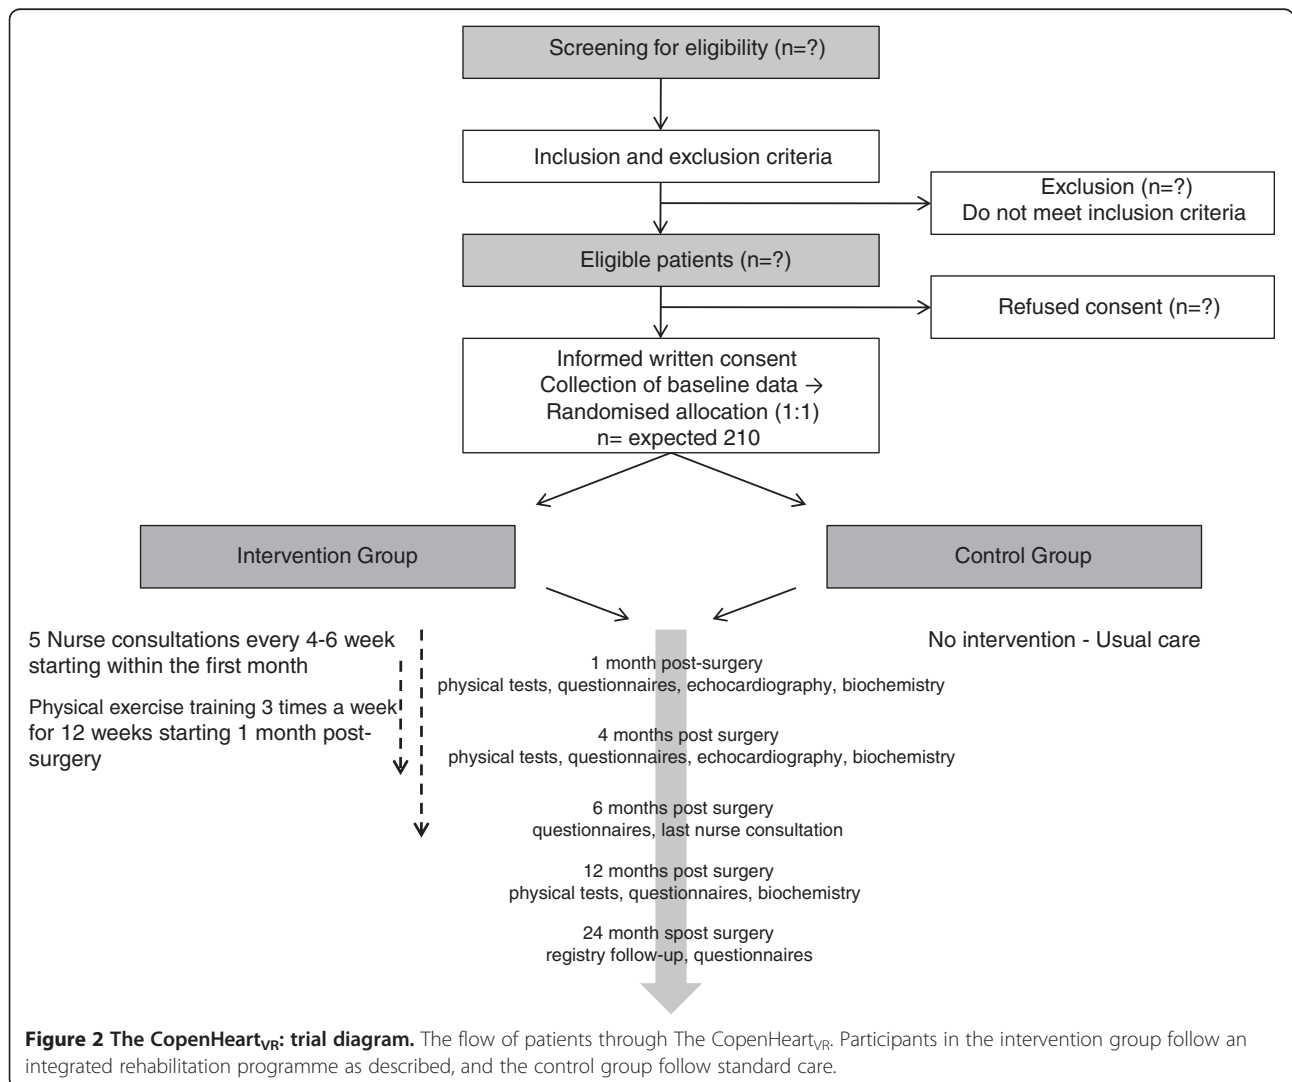 Screening for eligibility (n=?)
Inclusion and exclusion criteria
Exclusion (n=?)
Do not meet inclusion criteria
Eligible patients (n=?)
Refused consent (n=?)
Informed written consent
Collection of baseline data →
Randomised allocation (1:1)
n= expected 210
Intervention Group
Control Group
5 Nurse consultations every 4-6 week
starting within the first month
Physical exercise training 3 times a week
for 12 weeks starting 1 month post-
surgery
No intervention - Usual care
1 month post-surgery
physical tests, questionnaires, echocardiography, biochemistry
4 months post surgery
physical tests, questionnaires, echocardiography, biochemistry
6 months post surgery
questionnaires, last nurse consultation
12 months post surgery
physical tests, questionnaires, biochemistry
24 month spost surgery
registry follow-up, questionnaires
Figure 2 The CopenHeartVR: trial diagram. The flow of patients through The CopenHeartVR. Participants in the intervention group follow an
integrated rehabilitation programme as described, and the control group follow standard care.